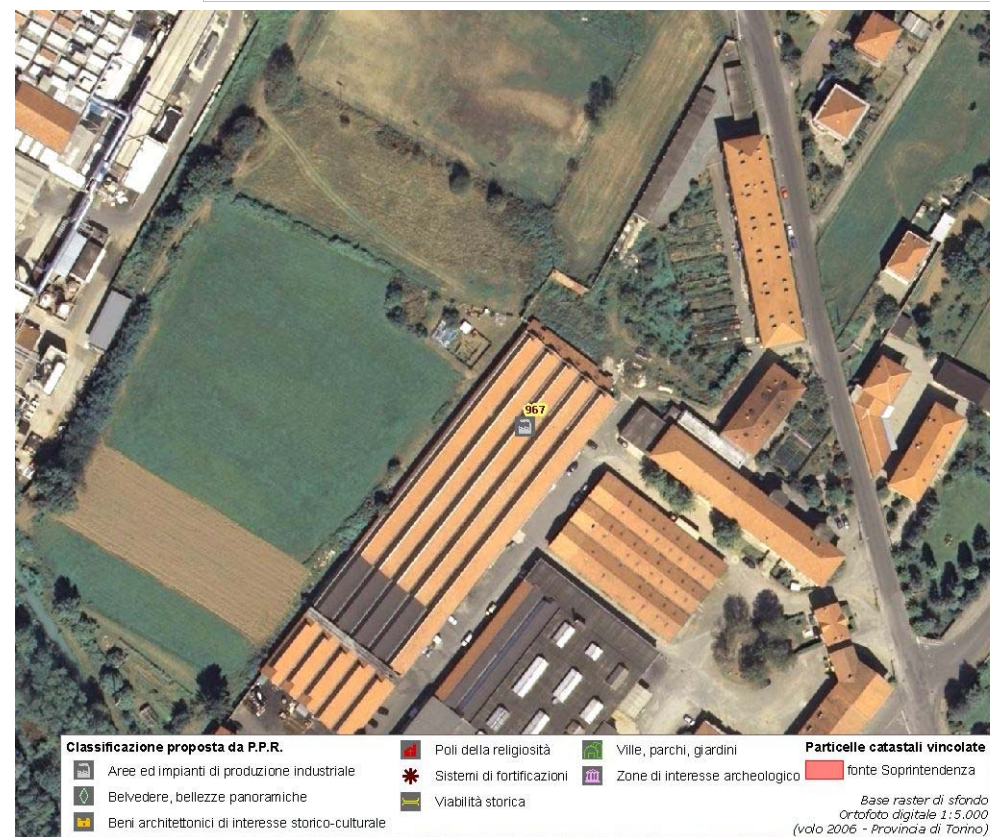 967
Classificazione proposta da P.P.R.
Aree ed impianti di produzione industriale
Belvedere, bellezze panoramiche
Beni architettonici di interesse storico-culturale
Poli della religiosità
Sistemi di fortificazioni
Viabilità storica
Ville, parchi, giardini
Zone di interesse archeologico
Particelle catastali vincolate
fonte Soprintendenza
Base raster di sfondo
Ortofoto digitale 1:5.000
(volo 2006 - Provincia di Torino)